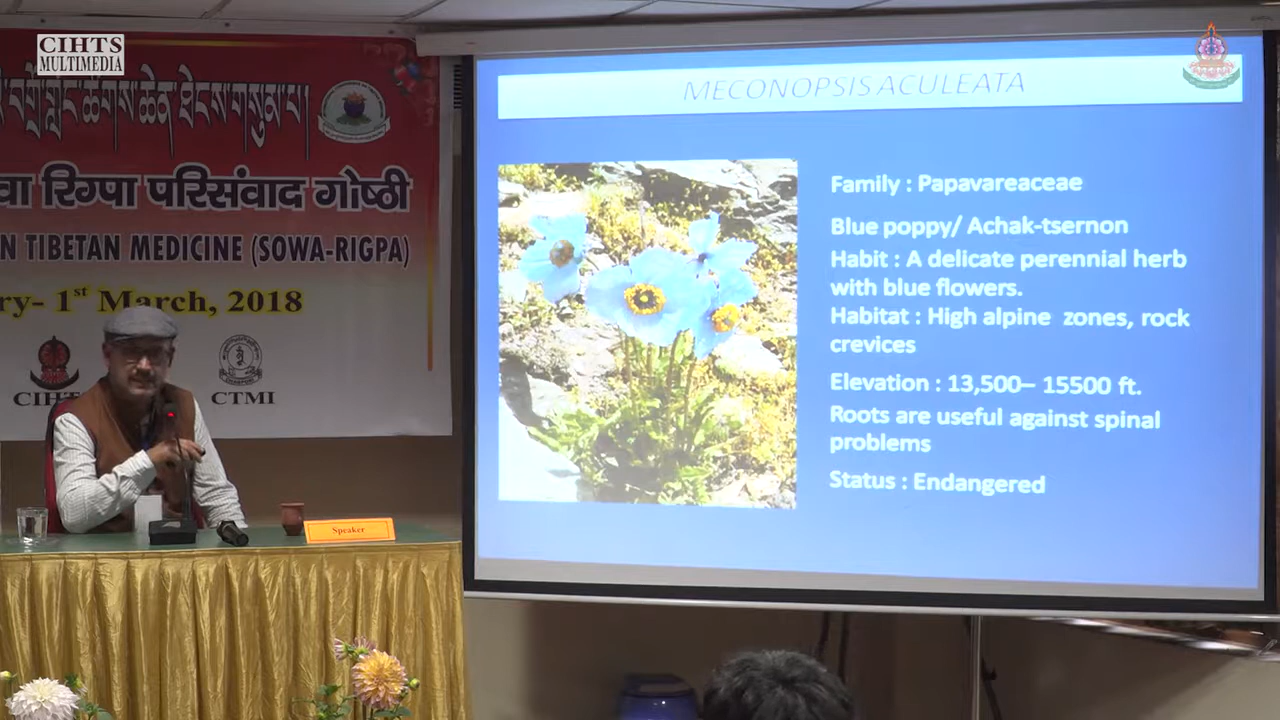 CIHTS
MULTIMEDIA
वा रिग्पा परिसंवाद गोष्ठी
N TIBETAN MEDICINE (SOWA-RIGPA)
ry- 1st March, 2018
CIHTS
CTMI
Speaker
MECONOPSIS ACULEATA
Family : Papavareaceae
Blue poppy/ Achak-tsernon
Habit : A delicate perennial herb
with blue flowers.
Habitat : High alpine zones, rock
crevices
Elevation : 13,500– 15500 ft.
Roots are useful against spinal
problems
Status : Endangered